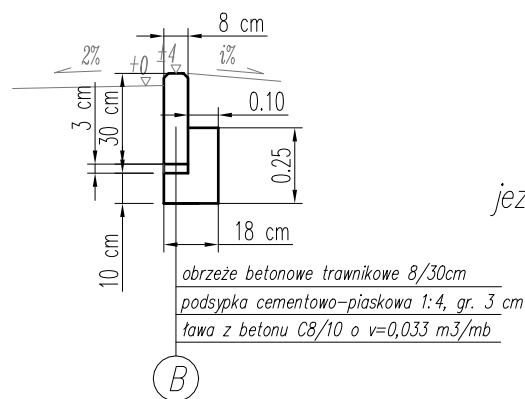 8 cm
2%
±0
±4
i%
3 cm
30 cm
0.10
0.25
10 cm
18 cm
jez
obrzeże betonowe trawnikowe 8/30cm
podsypka cementowo-piaskowa 1:4, gr. 3 cm
ława z betonu C8/10 o v=0,033 m3/mb
B